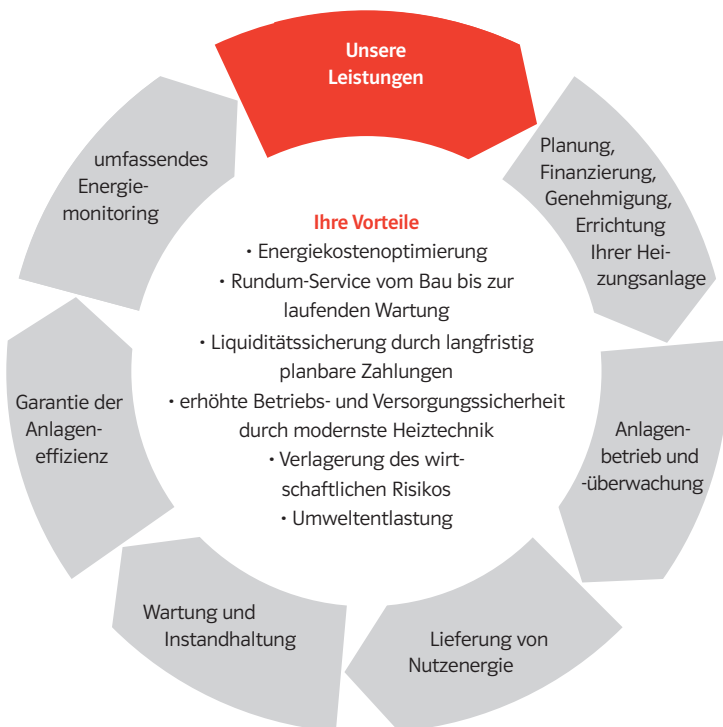 Unsere
Leistungen
Planung,
Finanzierung,
Genehmigung,
Errichtung
Ihrer Hei-
zungsanlage
Anlagen-
betrieb und
-überwachung
Lieferung von
Nutzenergie
Wartung und
Instandhaltung
Garantie der
Anlagen-
effizienz
umfassendes
Energie-
monitoring
Ihre Vorteile
• Energiekostenoptimierung
• Rundum-Service vom Bau bis zur
laufenden Wartung
• Liquiditätssicherung durch langfristig
planbare Zahlungen
• erhöhte Betriebs- und Versorgungssicherheit
durch modernste Heiztechnik
• Verlagerung des wirt-
schaftlichen Risikos
• Umweltentlastung